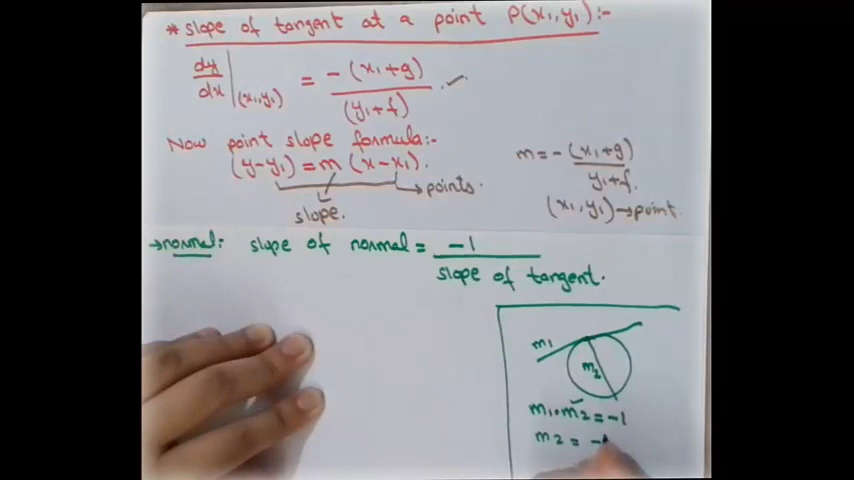 * slope of tangent at a point P(x₁,y₁):-
dy/dx |(x₁,y₁) = -(x₁+g)/(y₁+f). ✓
Now point slope formula:-
(y-y₁) = m (x-x₁).
→points.
slope.
m = -(x₁+g)/y₁+f.
(x₁,y₁)→point.
→normal: slope of normal = -1/slope of tangent.
m₁
m₂
m₁·m₂ = -1
m₂ = -